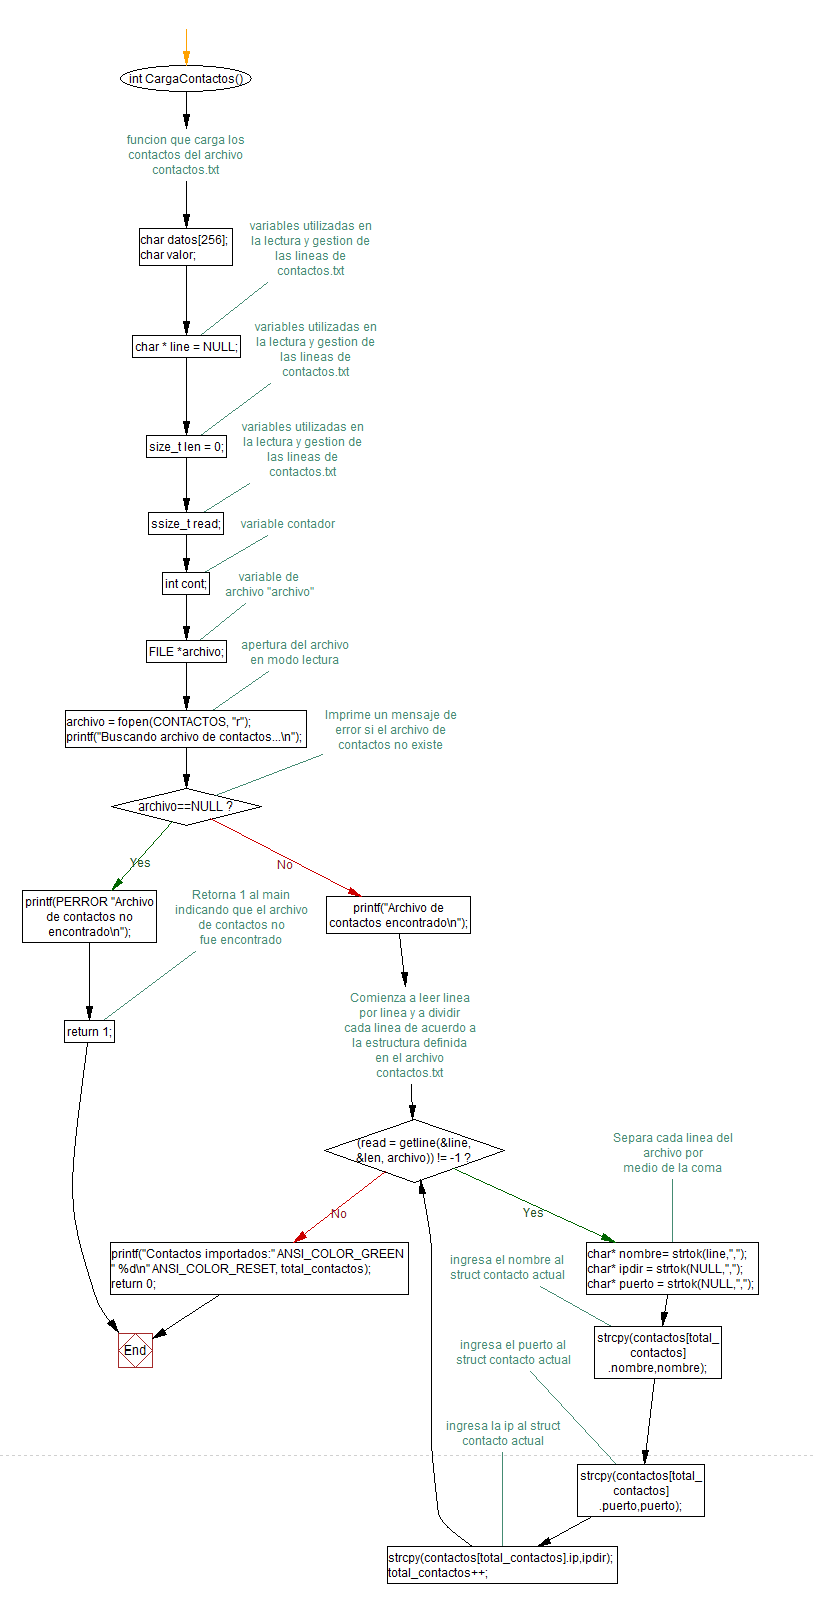 int CargaContactos()
funcion que carga los
contactos del archivo
contactos.txt
variables utilizadas en
la lectura y gestion de
las lineas de
contactos.txt
char datos[256];
char valor;
variables utilizadas en
la lectura y gestion de
las lineas de
contactos.txt
char * line = NULL;
variables utilizadas en
la lectura y gestion de
las lineas de
contactos.txt
size_t len = 0;
ssize_t read;
variable contador
int cont;
variable de
archivo "archivo"
FILE *archivo;
apertura del archivo
en modo lectura
archivo = fopen(CONTACTOS, "r");
printf("Buscando archivo de contactos...\n");
Imprime un mensaje de
error si el archivo de
contactos no existe
archivo==NULL ?
Yes
No
printf(PERROR "Archivo
de contactos no
encontrado\n");
Retorna 1 al main
indicando que el archivo
de contactos no
fue encontrado
printf("Archivo de
contactos encontrado\n");
return 1;
Comienza a leer linea
por linea y a dividir
cada linea de acuerdo a
la estructura definida
en el archivo
contactos.txt
(read = getline(&line,
&len, archivo)) != -1 ?
Separa cada linea del
archivo por
medio de la coma
No
Yes
printf("Contactos importados:" ANSI_COLOR_GREEN
" %d\n" ANSI_COLOR_RESET, total_contactos);
return 0;
char* nombre= strtok(line,",");
char* ipdir = strtok(NULL,",");
char* puerto = strtok(NULL,",");
ingresa el nombre al
struct contacto actual
End
strcpy(contactos[total_
contactos]
.nombre,nombre);
ingresa el puerto al
struct contacto actual
ingresa la ip al struct
contacto actual
strcpy(contactos[total_
contactos]
.puerto,puerto);
strcpy(contactos[total_contactos].ip,ipdir);
total_contactos++;